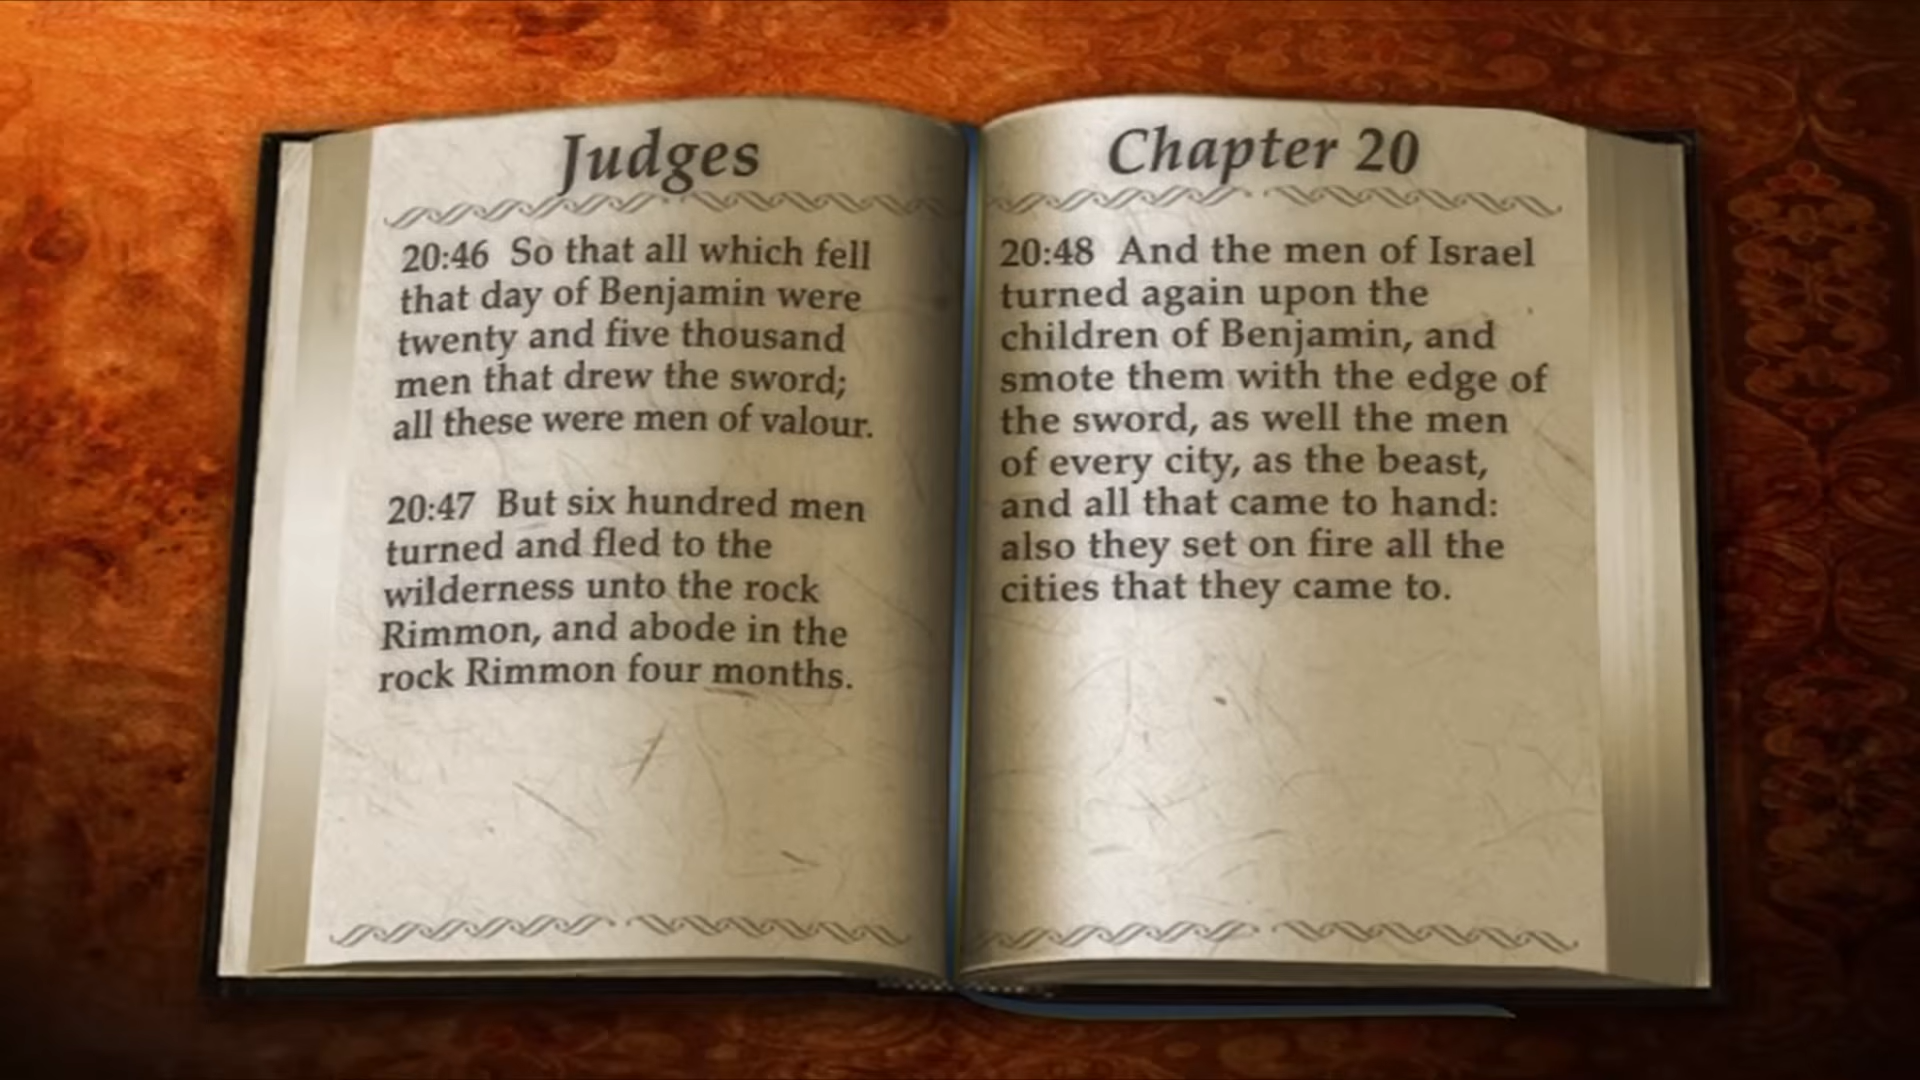 Judges
20:46 So that all which fell
that day of Benjamin were
twenty and five thousand
men that drew the sword;
all these were men of valour.
20:47 But six hundred men
turned and fled to the
wilderness unto the rock
Rimmon, and abode in the
rock Rimmon four months.
Chapter 20
20:48 And the men of Israel
turned again upon the
children of Benjamin, and
smote them with the edge of
the sword, as well the men
of every city, as the beast,
and all that came to hand:
also they set on fire all the
cities that they came to.